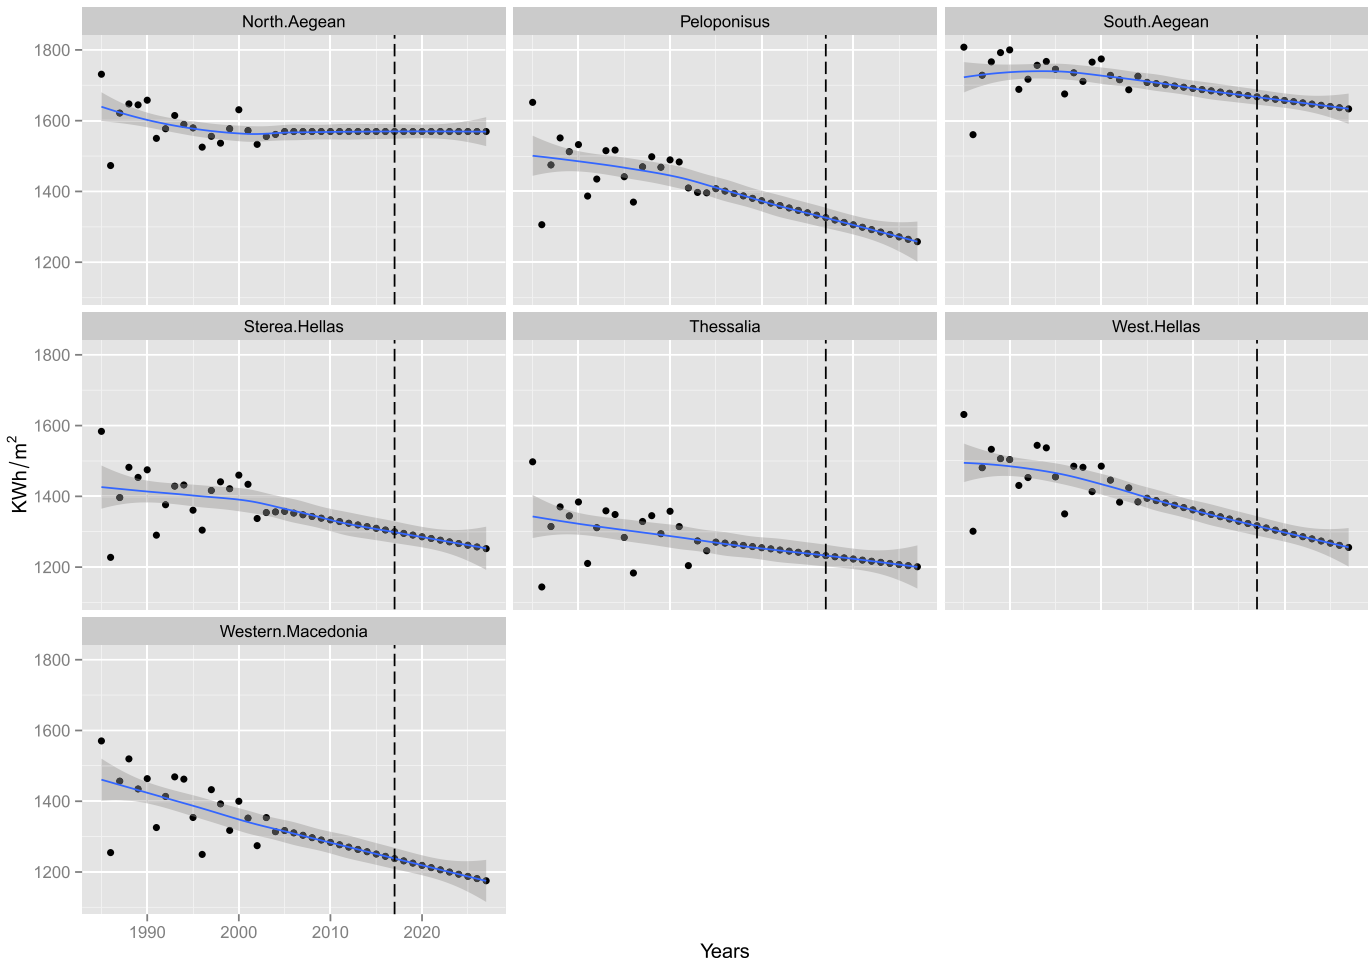 North.Aegean
Peloponisus
South.Aegean
1800
1600
1400
1200
Sterea.Hellas
Thessalia
West.Hellas
1800
1600
1400
1200
KWh/m²
Western.Macedonia
1800
1600
1400
1200
1990 2000 2010 2020
Years